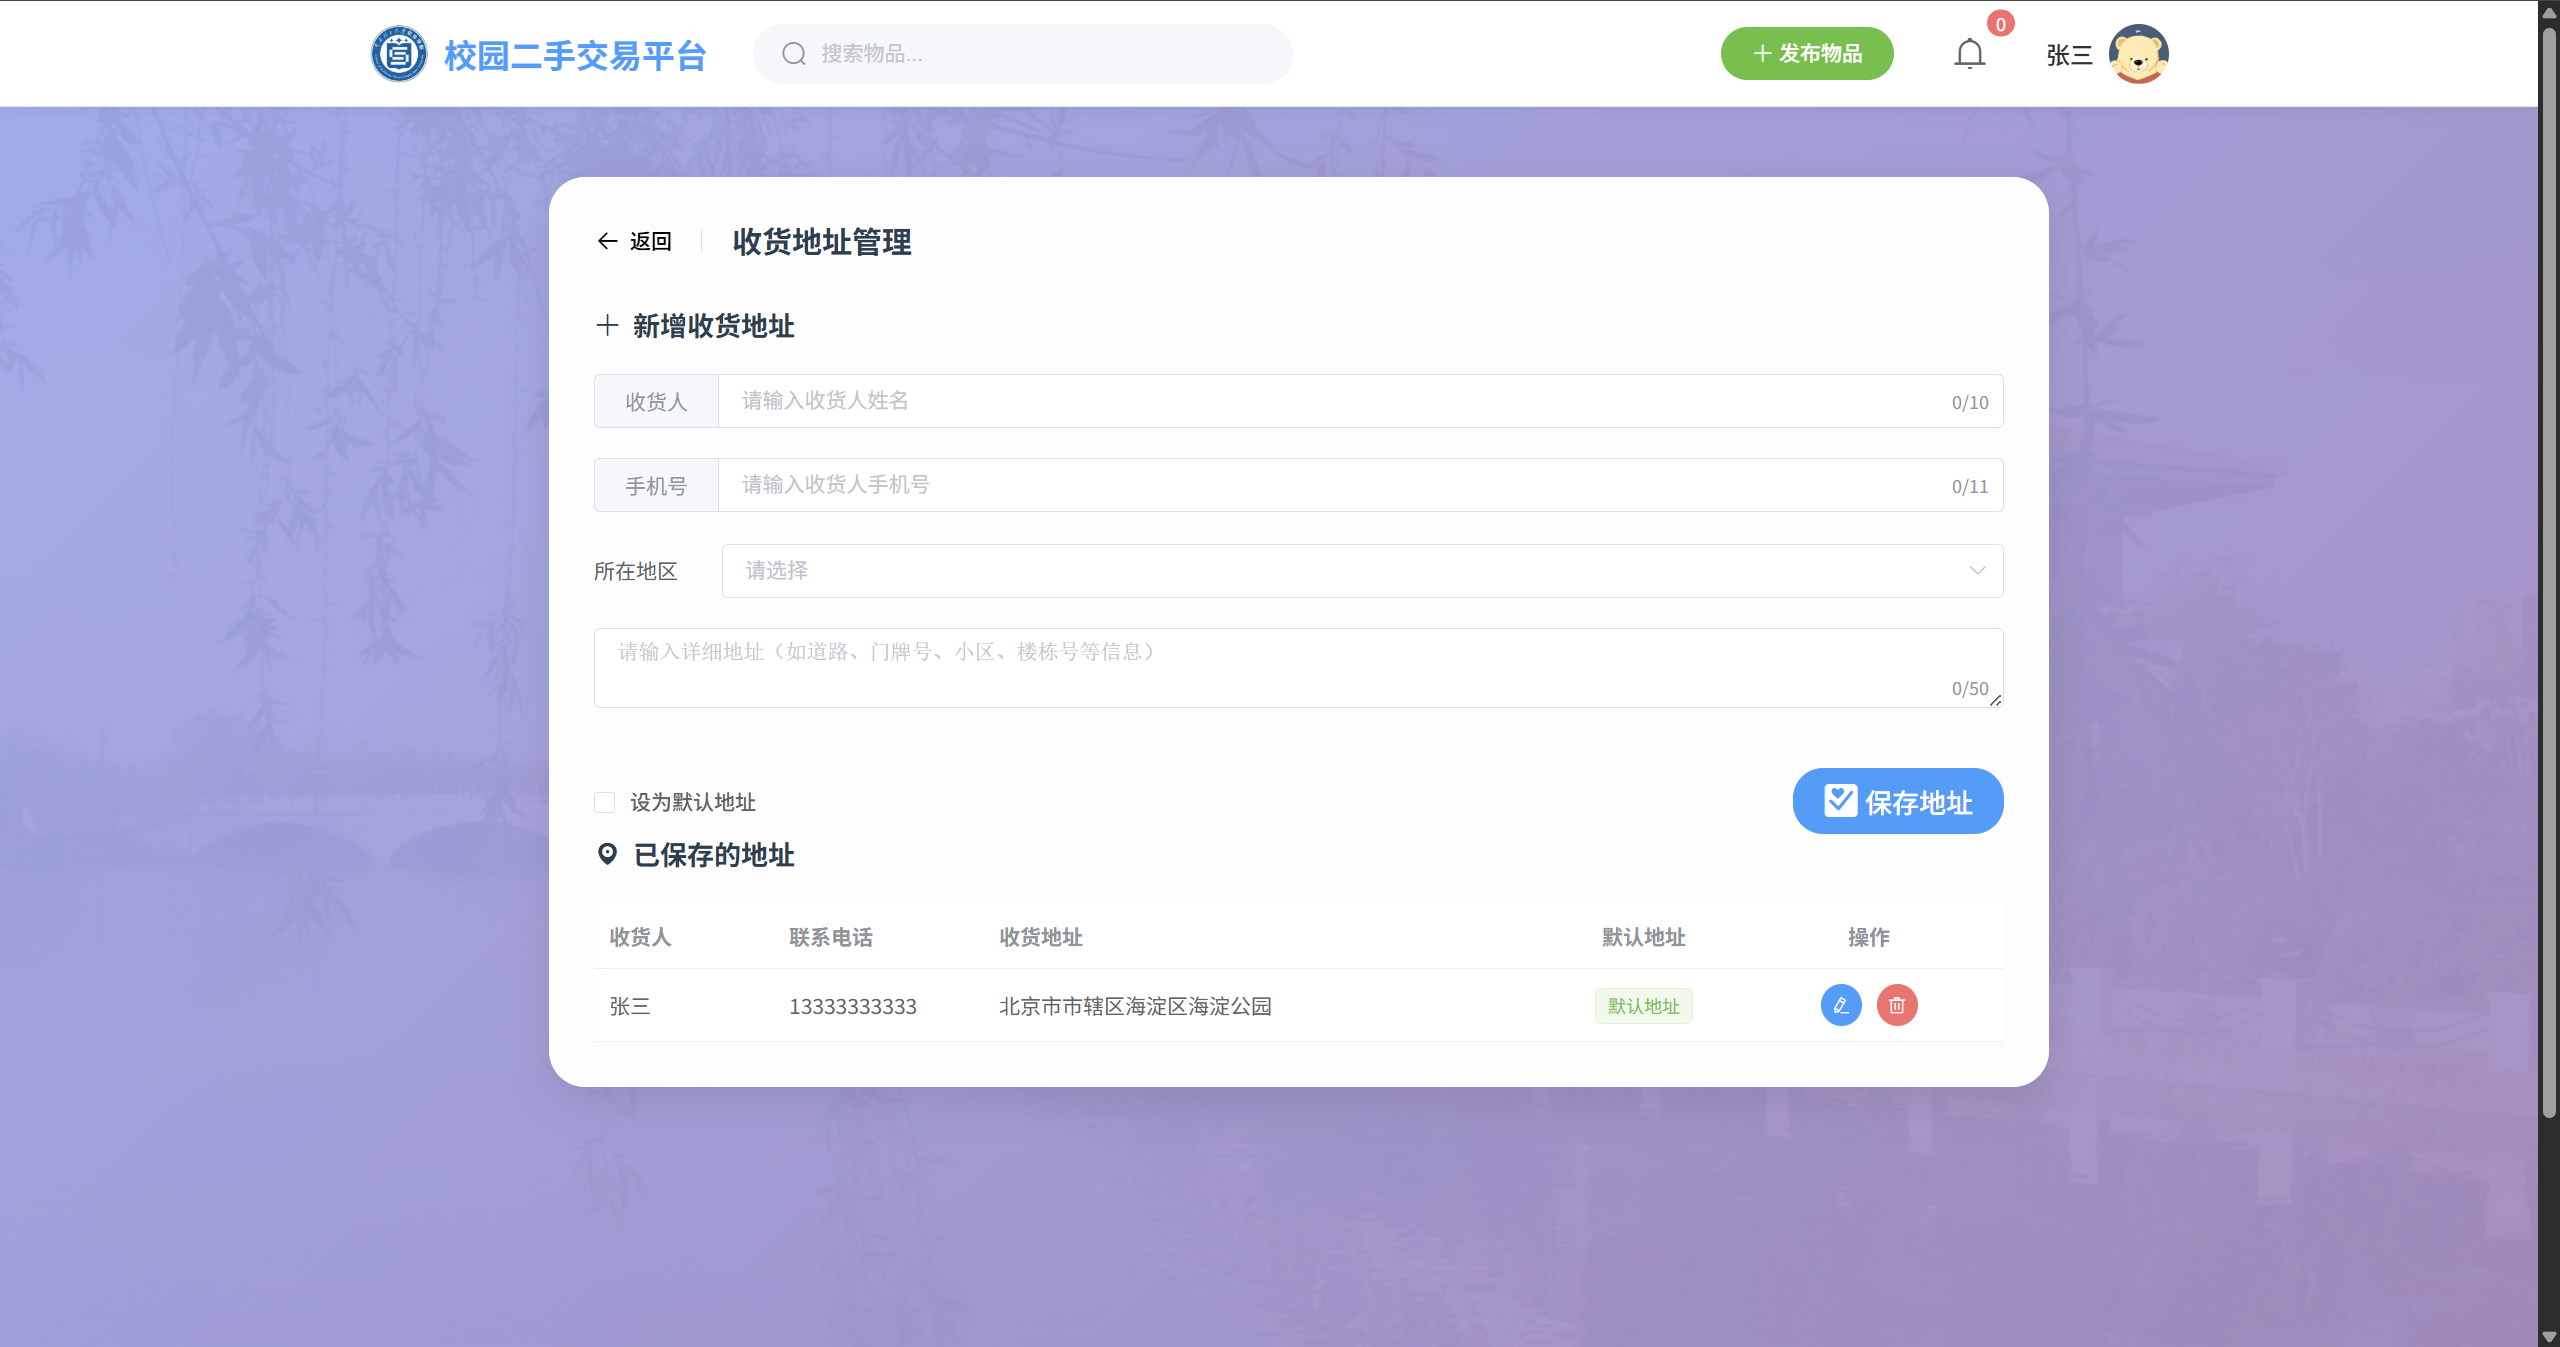 校园二手交易平台
搜索物品...
发布物品
0
张三
返回
收货地址管理
新增收货地址
收货人
请输入收货人姓名
0/10
手机号
请输入收货人手机号
0/11
所在地区
请选择
请输入详细地址（如道路、门牌号、小区、楼栋号等信息）
0/50
设为默认地址
保存地址
已保存的地址
收货人 联系电话 收货地址 默认地址 操作
张三 13333333333 北京市市辖区海淀区海淀公园 默认地址